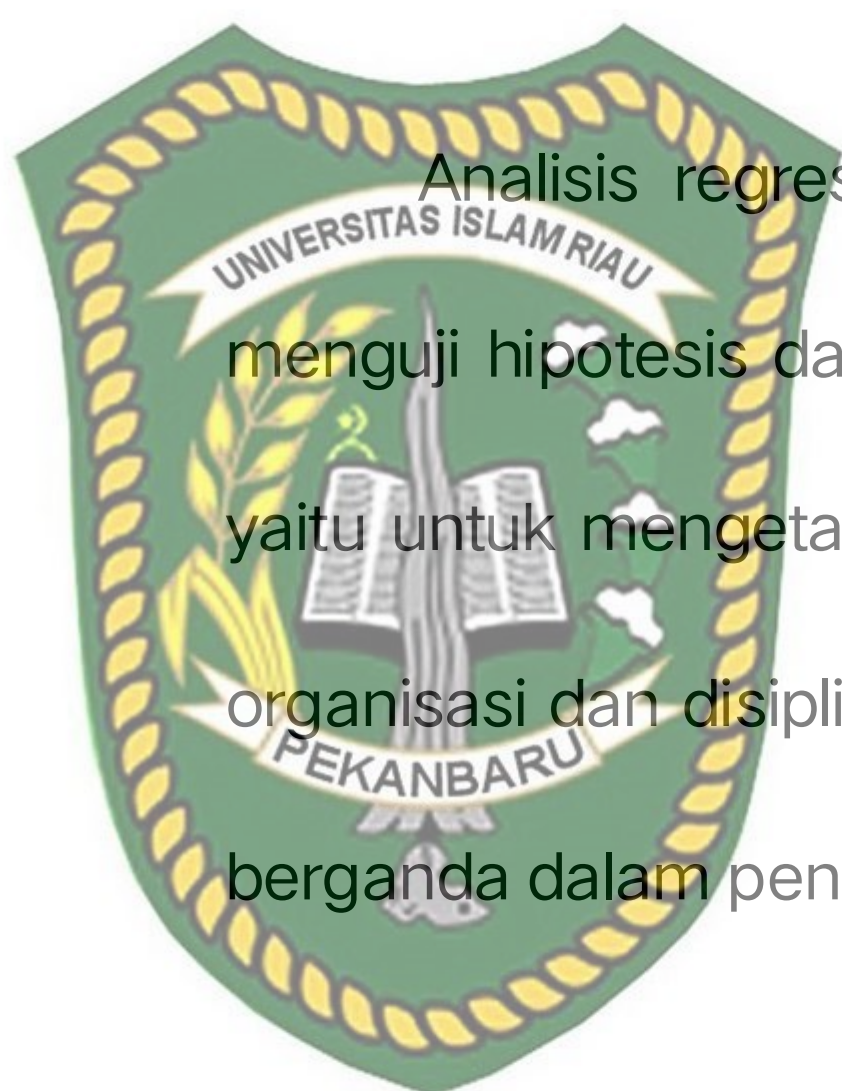 Analisis regres
UNIVERSITAS ISLAM RIAU
menguji hipotesis da
yaitu untuk mengeta
organisasi dan disipli
PEKANBARU
berganda dalam pen